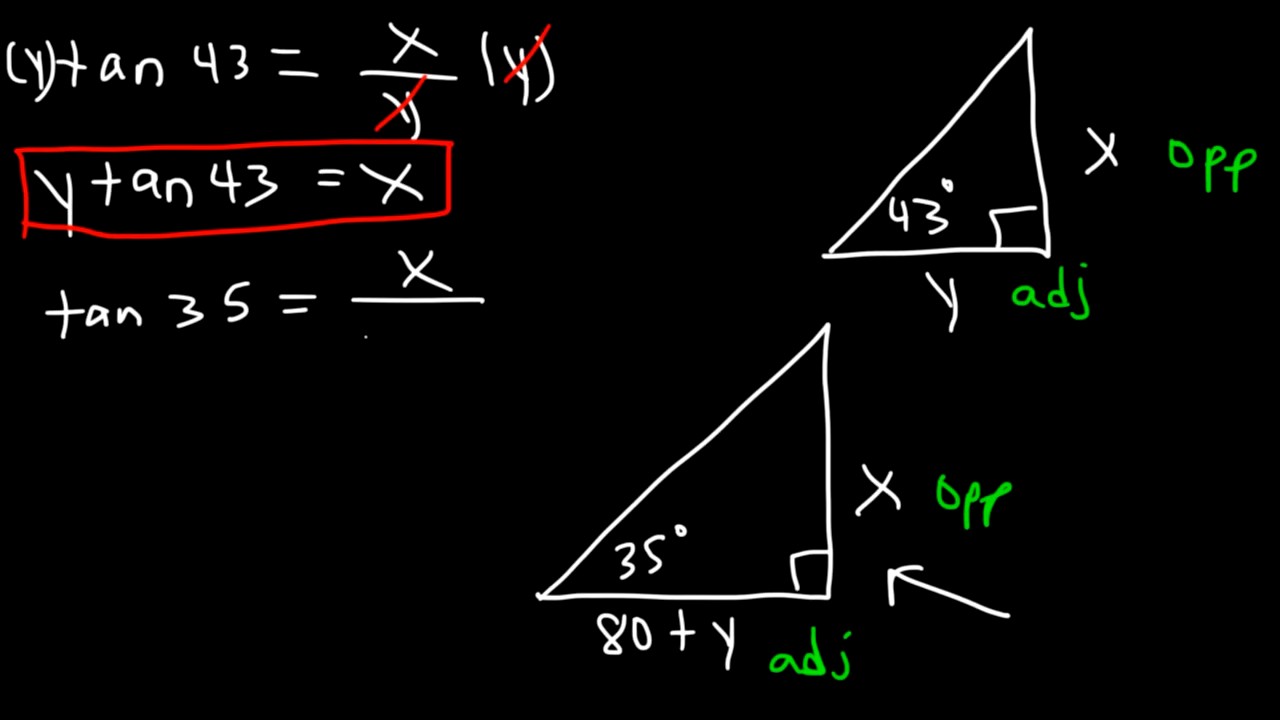 (y) tan 43 = x/y (y)
y tan 43 = x
tan 35 = x
43°
x opp
y adj
35°
x opp
80 + y adj